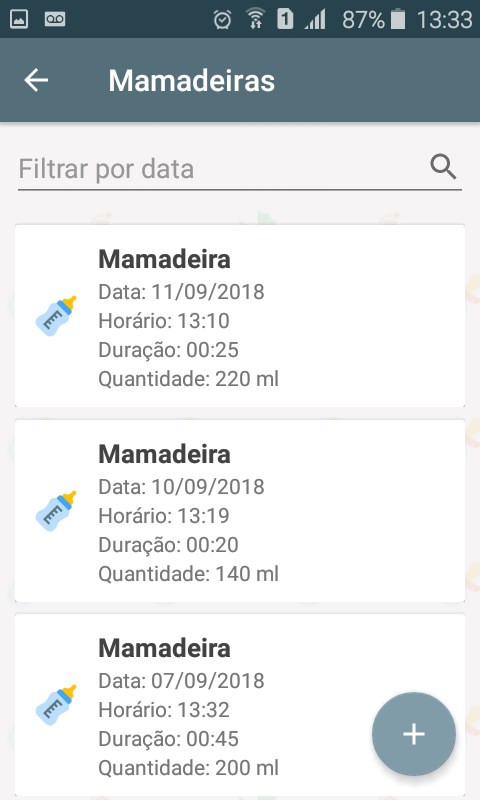 1 87% 13:33
Mamadeiras
Filtrar por data
Mamadeira
Data: 11/09/2018
Horário: 13:10
Duração: 00:25
Quantidade: 220 ml
Mamadeira
Data: 10/09/2018
Horário: 13:19
Duração: 00:20
Quantidade: 140 ml
Mamadeira
Data: 07/09/2018
Horário: 13:32
Duração: 00:45
Quantidade: 200 ml